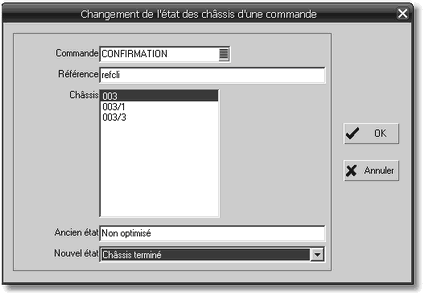 Changement de l'état des châssis d'une commande
Commande CONFIRMATION
Référence refcli
Châssis 003
003/1
003/3
OK
Annuler
Ancien état Non optimisé
Nouvel état Châssis terminé